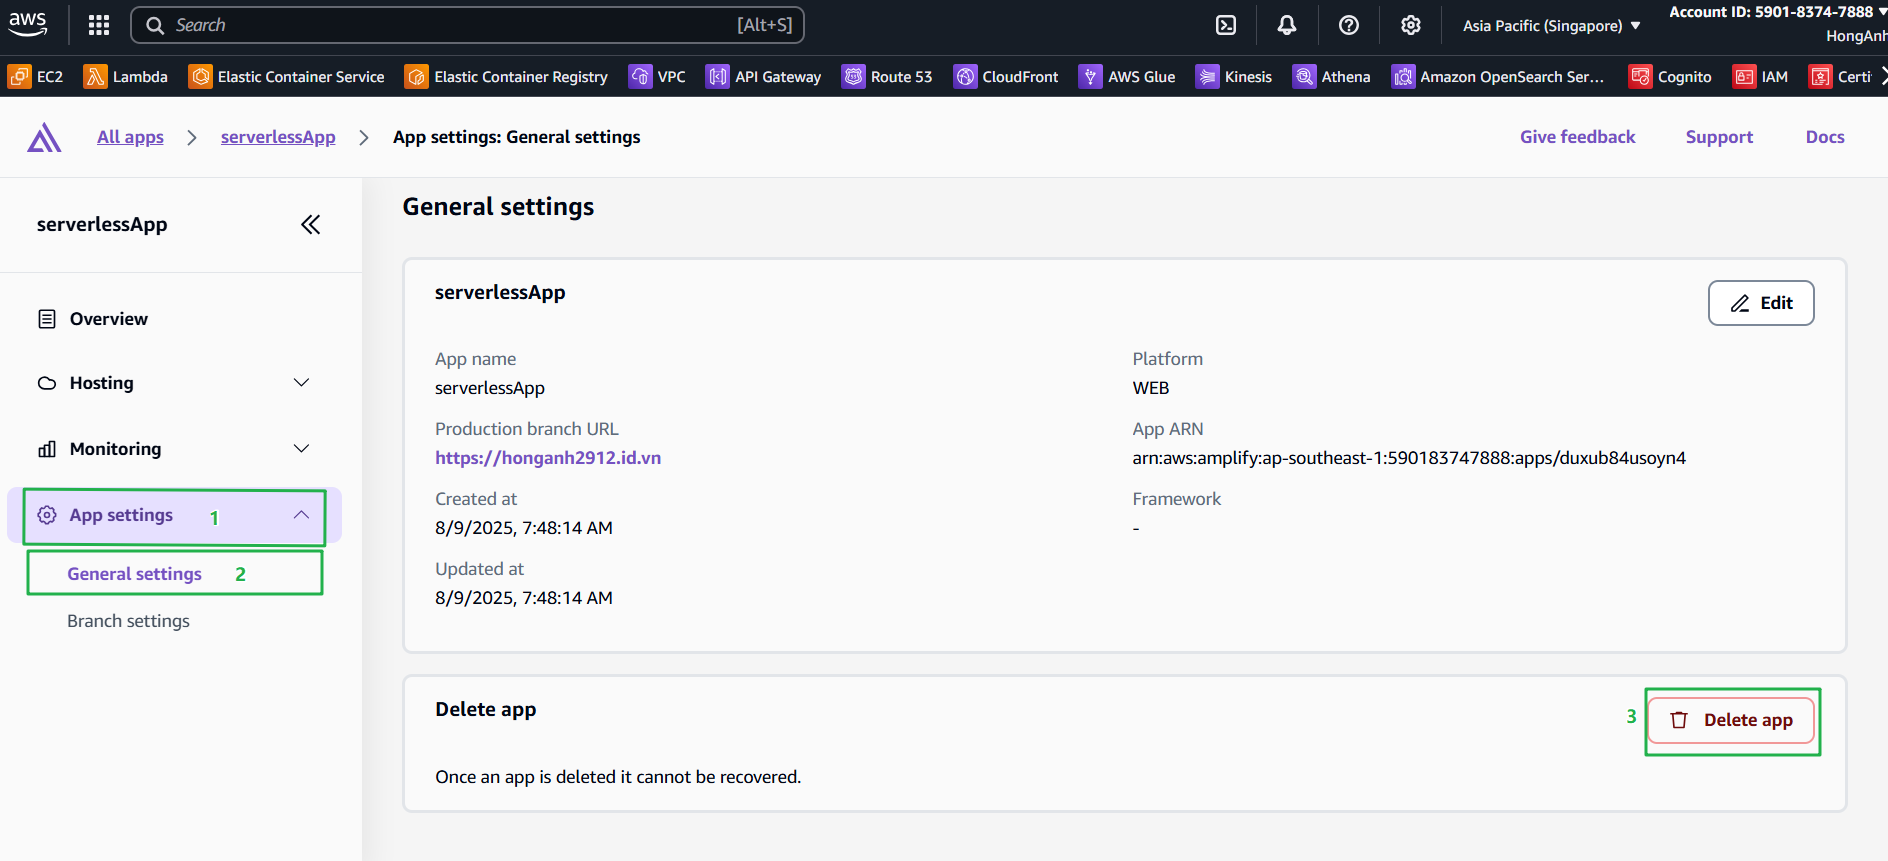 aws
Search [Alt+S]
Asia Pacific (Singapore)
Account ID: 5901-8374-7888
HongAnh
EC2 Lambda Elastic Container Service Elastic Container Registry VPC API Gateway Route 53 CloudFront AWS Glue Kinesis Athena Amazon OpenSearch Ser... Cognito IAM Certi
All apps serverlessApp App settings: General settings
Give feedback Support Docs
serverlessApp
Overview
Hosting
Monitoring
App settings 1
General settings 2
Branch settings
General settings
serverlessApp
Edit
App name
serverlessApp
Platform
WEB
Production branch URL
https://honganh2912.id.vn
App ARN
arn:aws:amplify:ap-southeast-1:590183747888:apps/duxub84usoyn4
Created at
8/9/2025, 7:48:14 AM
Framework
-
Updated at
8/9/2025, 7:48:14 AM
Delete app
3 Delete app
Once an app is deleted it cannot be recovered.